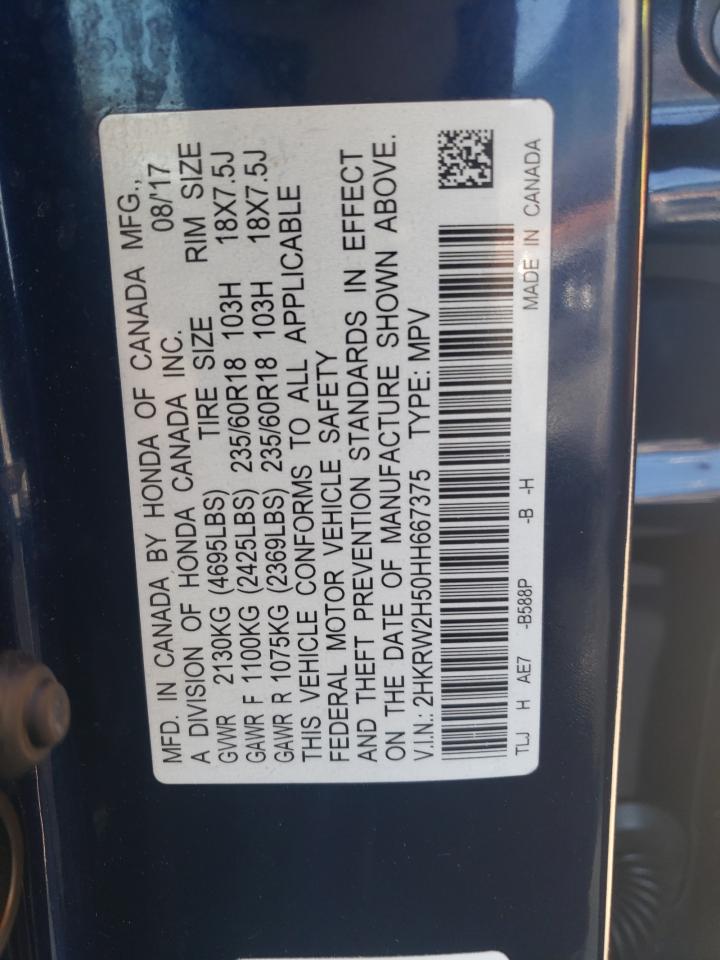 MFD. IN CANADA BY HONDA OF CANADA MFG.,
A DIVISION OF HONDA CANADA INC. 08/'17
GVWR 2130KG (4695LBS) TIRE SIZE RIM SIZE
GAWR F 1100KG (2425LBS) 235/60R18 103H 18X7.5J
GAWR R 1075KG (2369LBS) 235/60R18 103H 18X7.5J
THIS VEHICLE CONFORMS TO ALL APPLICABLE
FEDERAL MOTOR VEHICLE SAFETY
AND THEFT PREVENTION STANDARDS IN EFFECT
ON THE DATE OF MANUFACTURE SHOWN ABOVE.
V.I.N.: 2HKRW2H50HH667375 TYPE: MPV
TLJ H AE7 -B588P -B -H MADE IN CANADA